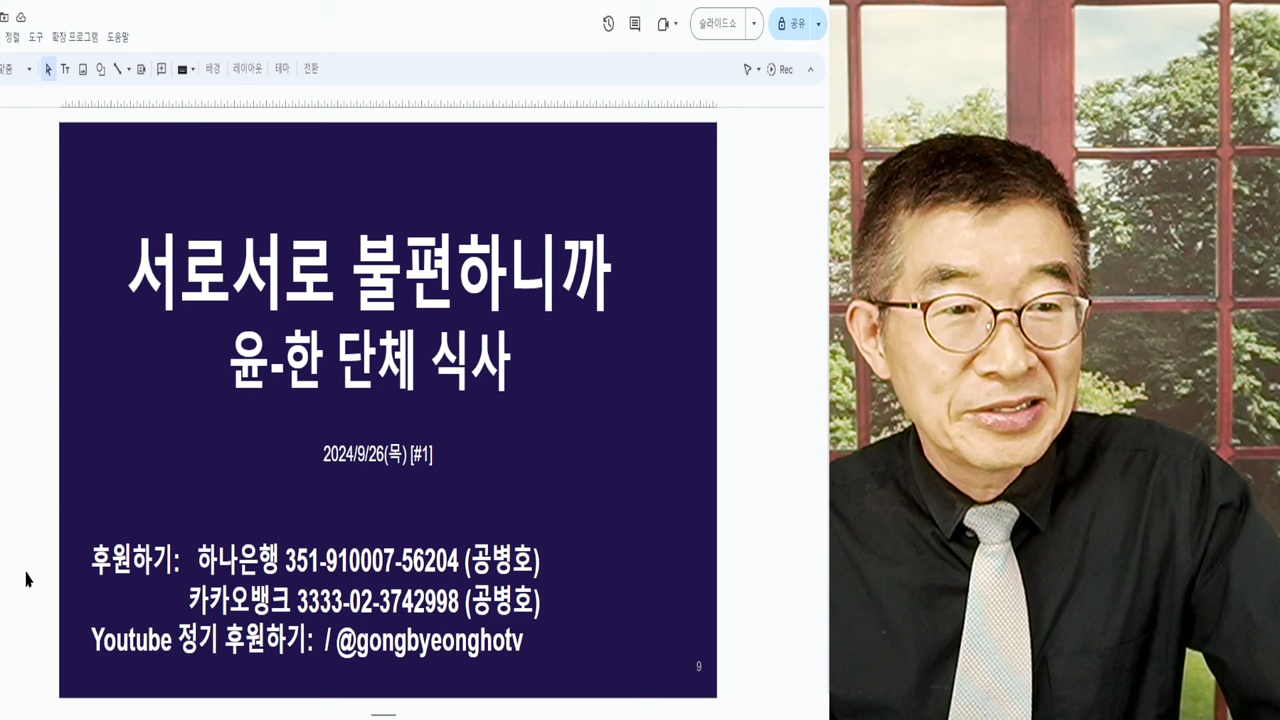 정렬 도구 확장 프로그램 도움말
슬라이드쇼
공유
맞춤
Tт
배경 레이아웃 테마 전환
Rec
서로서로 불편하니까
윤-한 단체 식사
2024/9/26(목) [#1]
후원하기: 하나은행 351-910007-56204 (공병호)
카카오뱅크 3333-02-3742998 (공병호)
Youtube 정기 후원하기: / @gongbyeonghotv
9